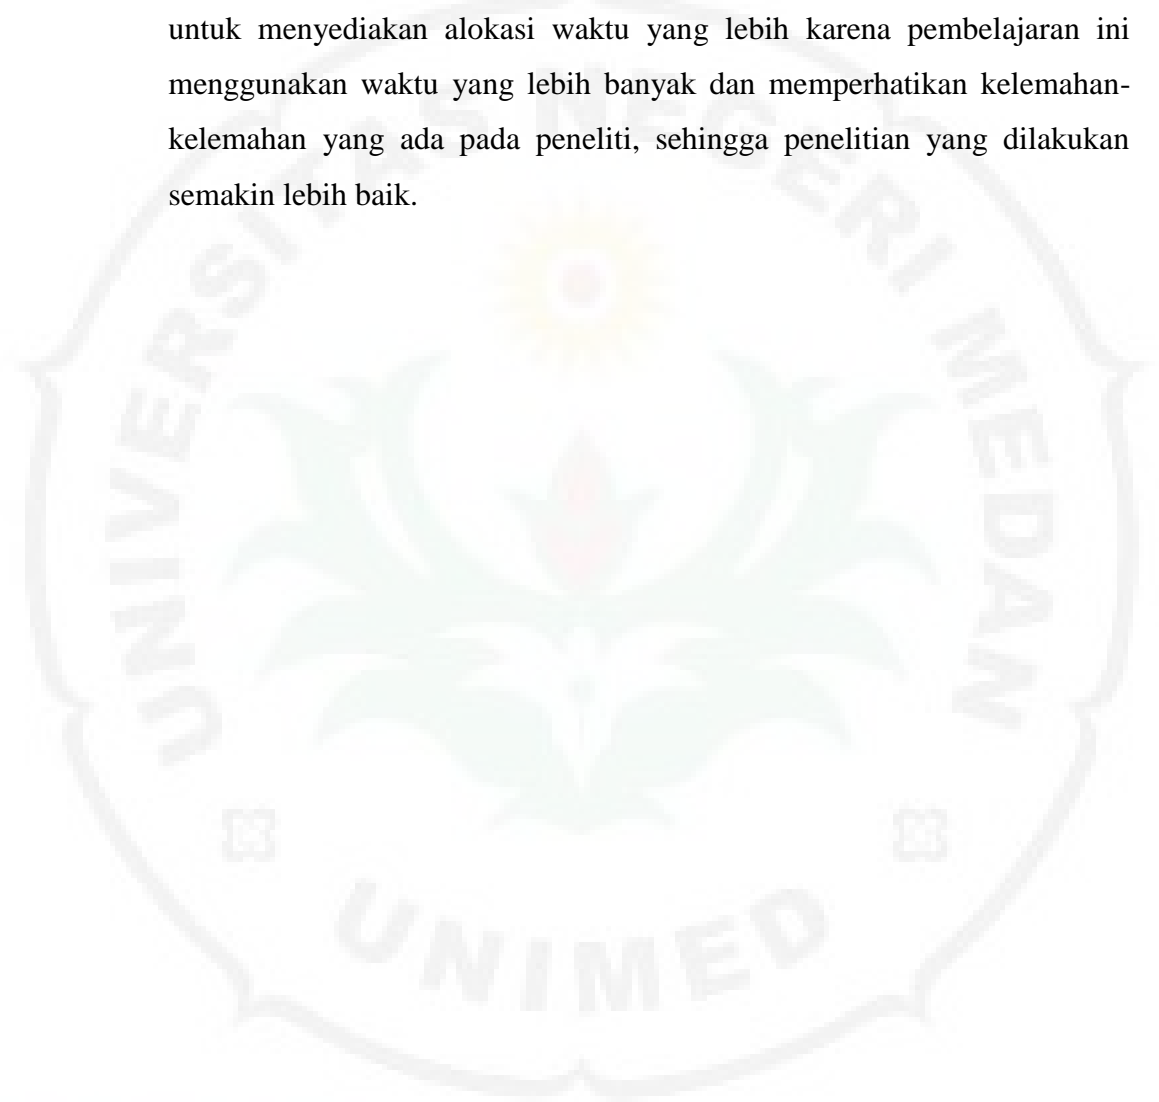 untuk menyediakan alokasi waktu yang lebih karena pembelajaran ini
menggunakan waktu yang lebih banyak dan memperhatikan kelemahan-
kelemahan yang ada pada peneliti, sehingga penelitian yang dilakukan
semakin lebih baik.
UNIVERSITAS NEGERI MEDAN
UNIMED